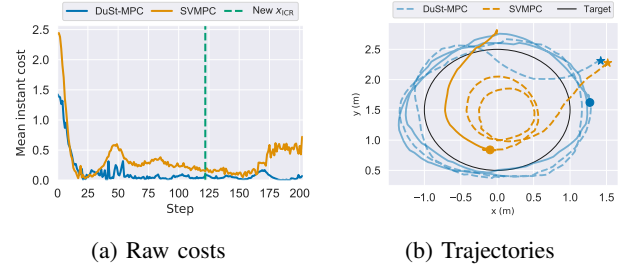 DuSt-MPC SVMPC New x_ICR
Mean instant cost
2.5
2.0
1.5
1.0
0.5
0.0
0 25 50 75 100 125 150 175 200
Step
(a) Raw costs
DuSt-MPC SVMPC Target
y (m)
2.5
2.0
1.5
1.0
0.5
−1.0 −0.5 0.0 0.5 1.0 1.5
x (m)
(b) Trajectories